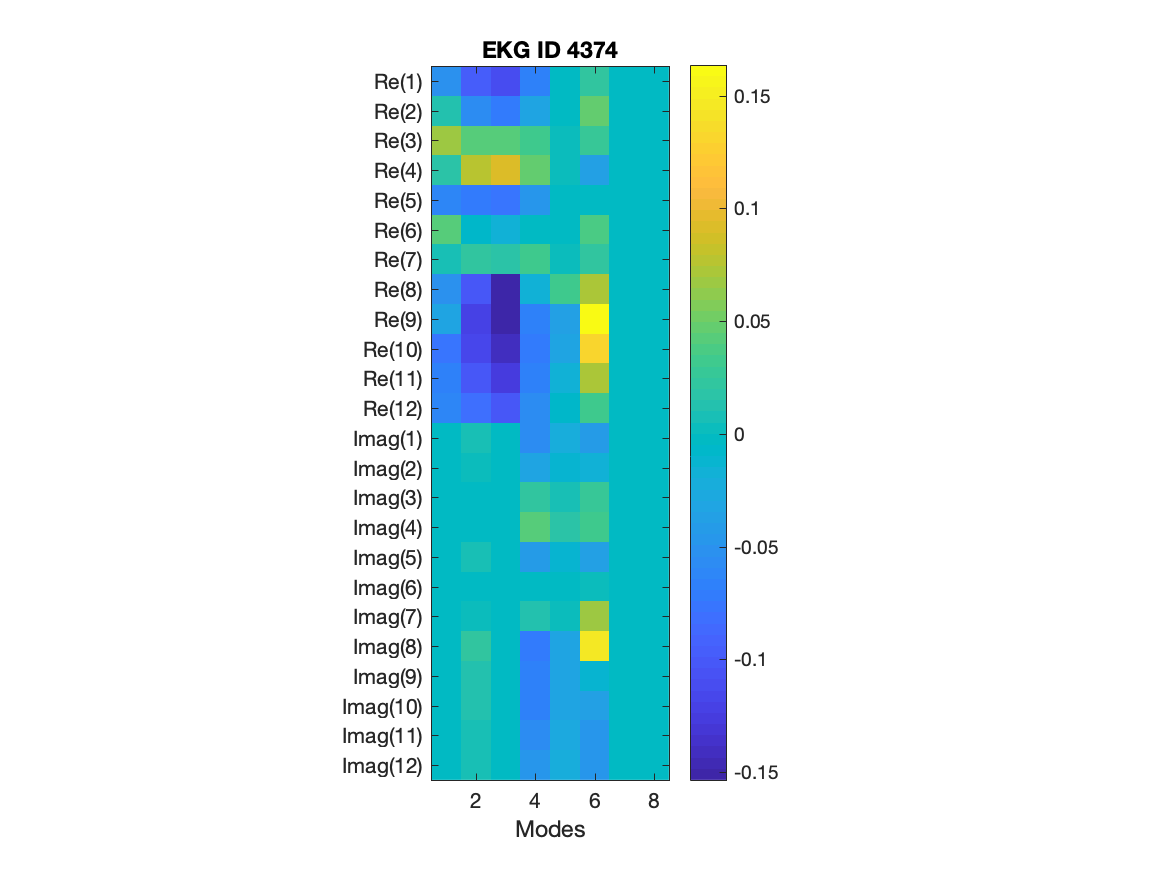 EKG ID 4374
Re(1)
Re(2)
Re(3)
Re(4)
Re(5)
Re(6)
Re(7)
Re(8)
Re(9)
Re(10)
Re(11)
Re(12)
Imag(1)
Imag(2)
Imag(3)
Imag(4)
Imag(5)
Imag(6)
Imag(7)
Imag(8)
Imag(9)
Imag(10)
Imag(11)
Imag(12)
2 4 6 8
Modes
0.15
0.1
0.05
0
-0.05
-0.1
-0.15